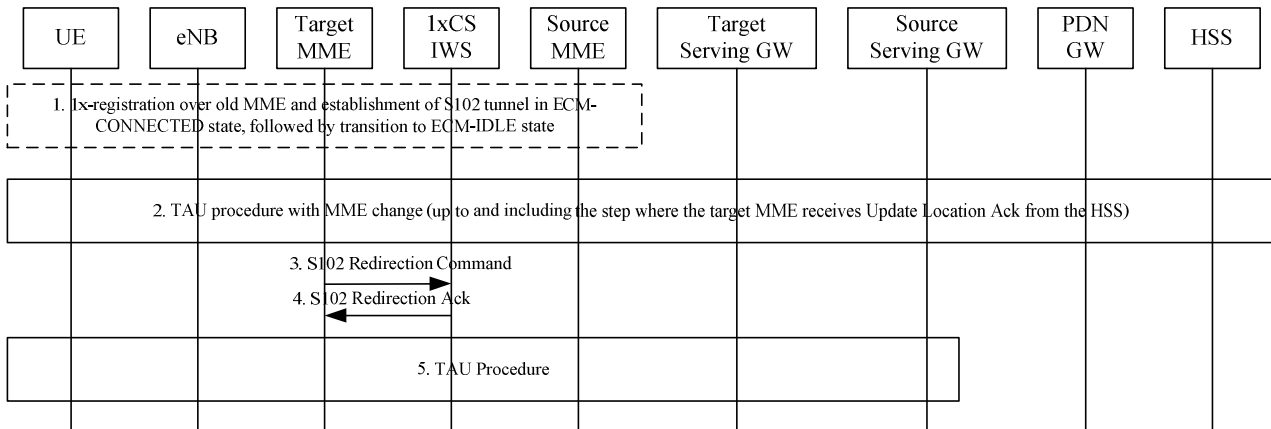 UE
eNB
Target
MME
1xCS
IWS
Source
MME
Target
Serving GW
Source
Serving GW
PDN
GW
HSS
1. 1x-registration over old MME and establishment of S102 tunnel in ECM-
CONNECTED state, followed by transition to ECM-IDLE state
2. TAU procedure with MME change (up to and including the step where the target MME receives Update Location Ack from the HSS)
3. S102 Redirection Command
4. S102 Redirection Ack
5. TAU Procedure